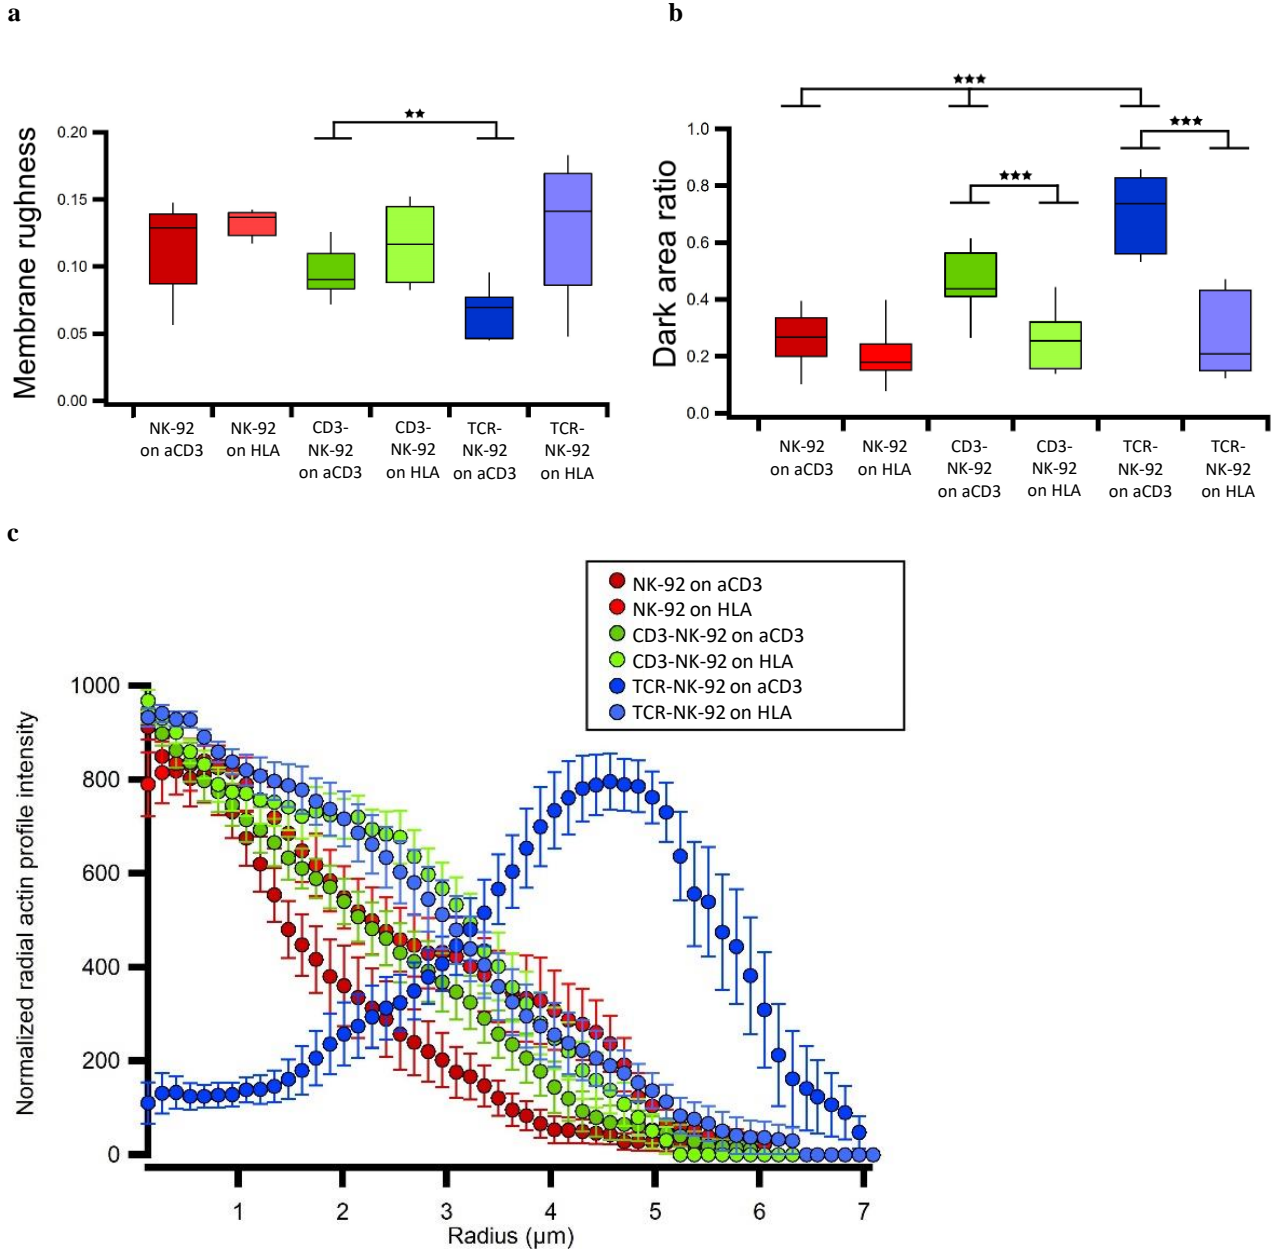 a
b
Membrane rughness
0.20
0.15
0.10
0.05
0.00
★★
NK-92
on aCD3
NK-92
on HLA
CD3-
NK-92
on aCD3
CD3-
NK-92
on HLA
TCR-
NK-92
on aCD3
TCR-
NK-92
on HLA
Dark area ratio
1.0
0.8
0.6
0.4
0.2
0.0
★★★
★★★
★★★
NK-92
on aCD3
NK-92
on HLA
CD3-
NK-92
on aCD3
CD3-
NK-92
on HLA
TCR-
NK-92
on aCD3
TCR-
NK-92
on HLA
c
NK-92 on aCD3
NK-92 on HLA
CD3-NK-92 on aCD3
CD3-NK-92 on HLA
TCR-NK-92 on aCD3
TCR-NK-92 on HLA
Normalized radial actin profile intensity
1000
800
600
400
200
0
1 2 3 4 5 6 7
Radius (µm)